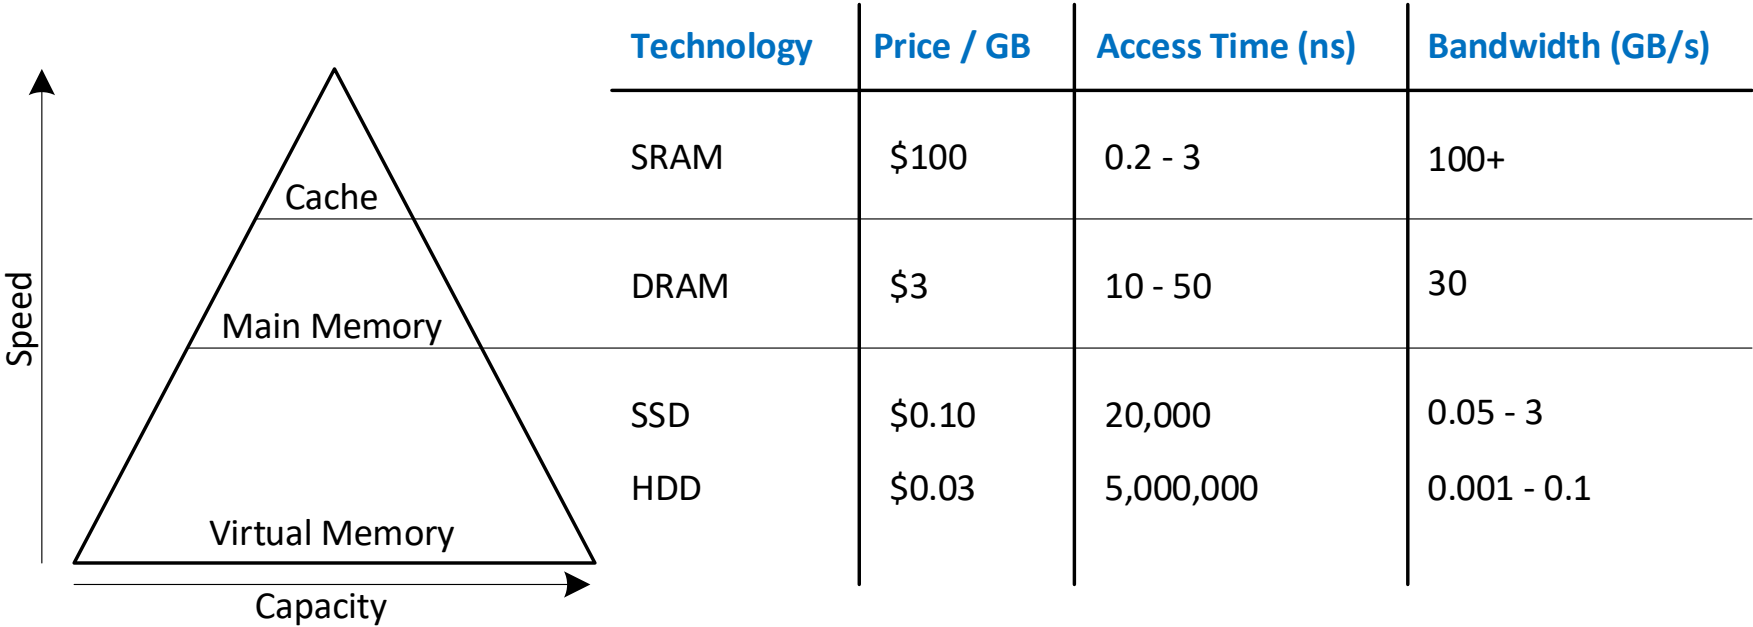 Technology Price / GB Access Time (ns) Bandwidth (GB/s)
SRAM $100 0.2 - 3 100+
Cache
DRAM $3 10 - 50 30
Main Memory
SSD $0.10 20,000 0.05 - 3
HDD $0.03 5,000,000 0.001 - 0.1
Virtual Memory
Speed
Capacity